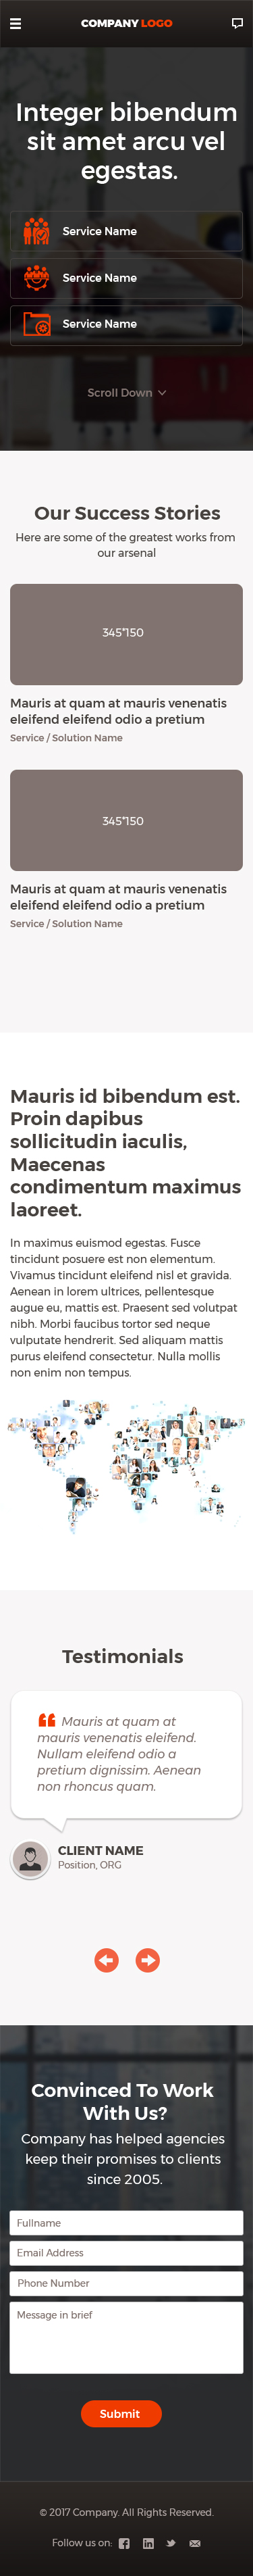 COMPANY LOGO
Integer bibendum
sit amet arcu vel
egestas.
Service Name
Service Name
Service Name
Scroll Down
Our Success Stories
Here are some of the greatest works from
our arsenal
345*150
Mauris at quam at mauris venenatis
eleifend eleifend odio a pretium
Service / Solution Name
345*150
Mauris at quam at mauris venenatis
eleifend eleifend odio a pretium
Service / Solution Name
Mauris id bibendum est.
Proin dapibus
sollicitudin iaculis,
Maecenas
condimentum maximus
laoreet.
In maximus euismod egestas. Fusce
tincidunt posuere est non elementum.
Vivamus tincidunt eleifend nisl et gravida.
Aenean in lorem ultrices, pellentesque
augue eu, mattis est. Praesent sed volutpat
nibh. Morbi faucibus tortor sed neque
vulputate hendrerit. Sed aliquam mattis
purus eleifend consectetur. Nulla mollis
non enim non tempus.
Testimonials
“ Mauris at quam at
mauris venenatis eleifend.
Nullam eleifend odio a
pretium dignissim. Aenean
non rhoncus quam.
CLIENT NAME
Position, ORG
Convinced To Work
With Us?
Company has helped agencies
keep their promises to clients
since 2005.
Fullname
Email Address
Phone Number
Message in brief
Submit
© 2017 Company. All Rights Reserved.
Follow us on: